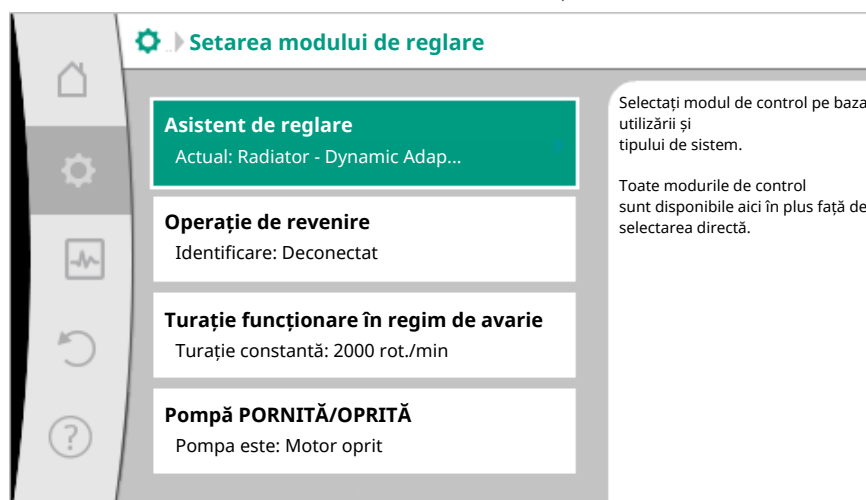 Setarea modului de reglare
Asistent de reglare
Actual: Radiator - Dynamic Adap...
Operație de revenire
Identificare: Deconectat
Turație funcționare în regim de avarie
Turație constantă: 2000 rot./min
Pompă PORNITĂ/OPRITĂ
Pompa este: Motor oprit
Selectați modul de control pe baza
utilizării și
tipului de sistem.
Toate modurile de control
sunt disponibile aici în plus față de
selectarea directă.